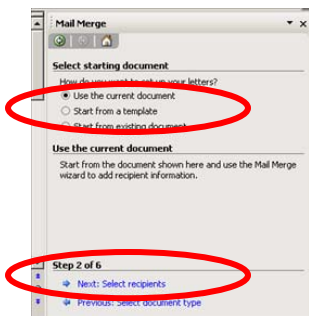 Mail Merge
Select starting document
How do you want to set up your letters?
Use the current document
Start from a template
Start from existing document
Use the current document
Start from the document shown here and use the Mail Merge
wizard to add recipient information.
Step 2 of 6
Next: Select recipients
Previous: Select document type